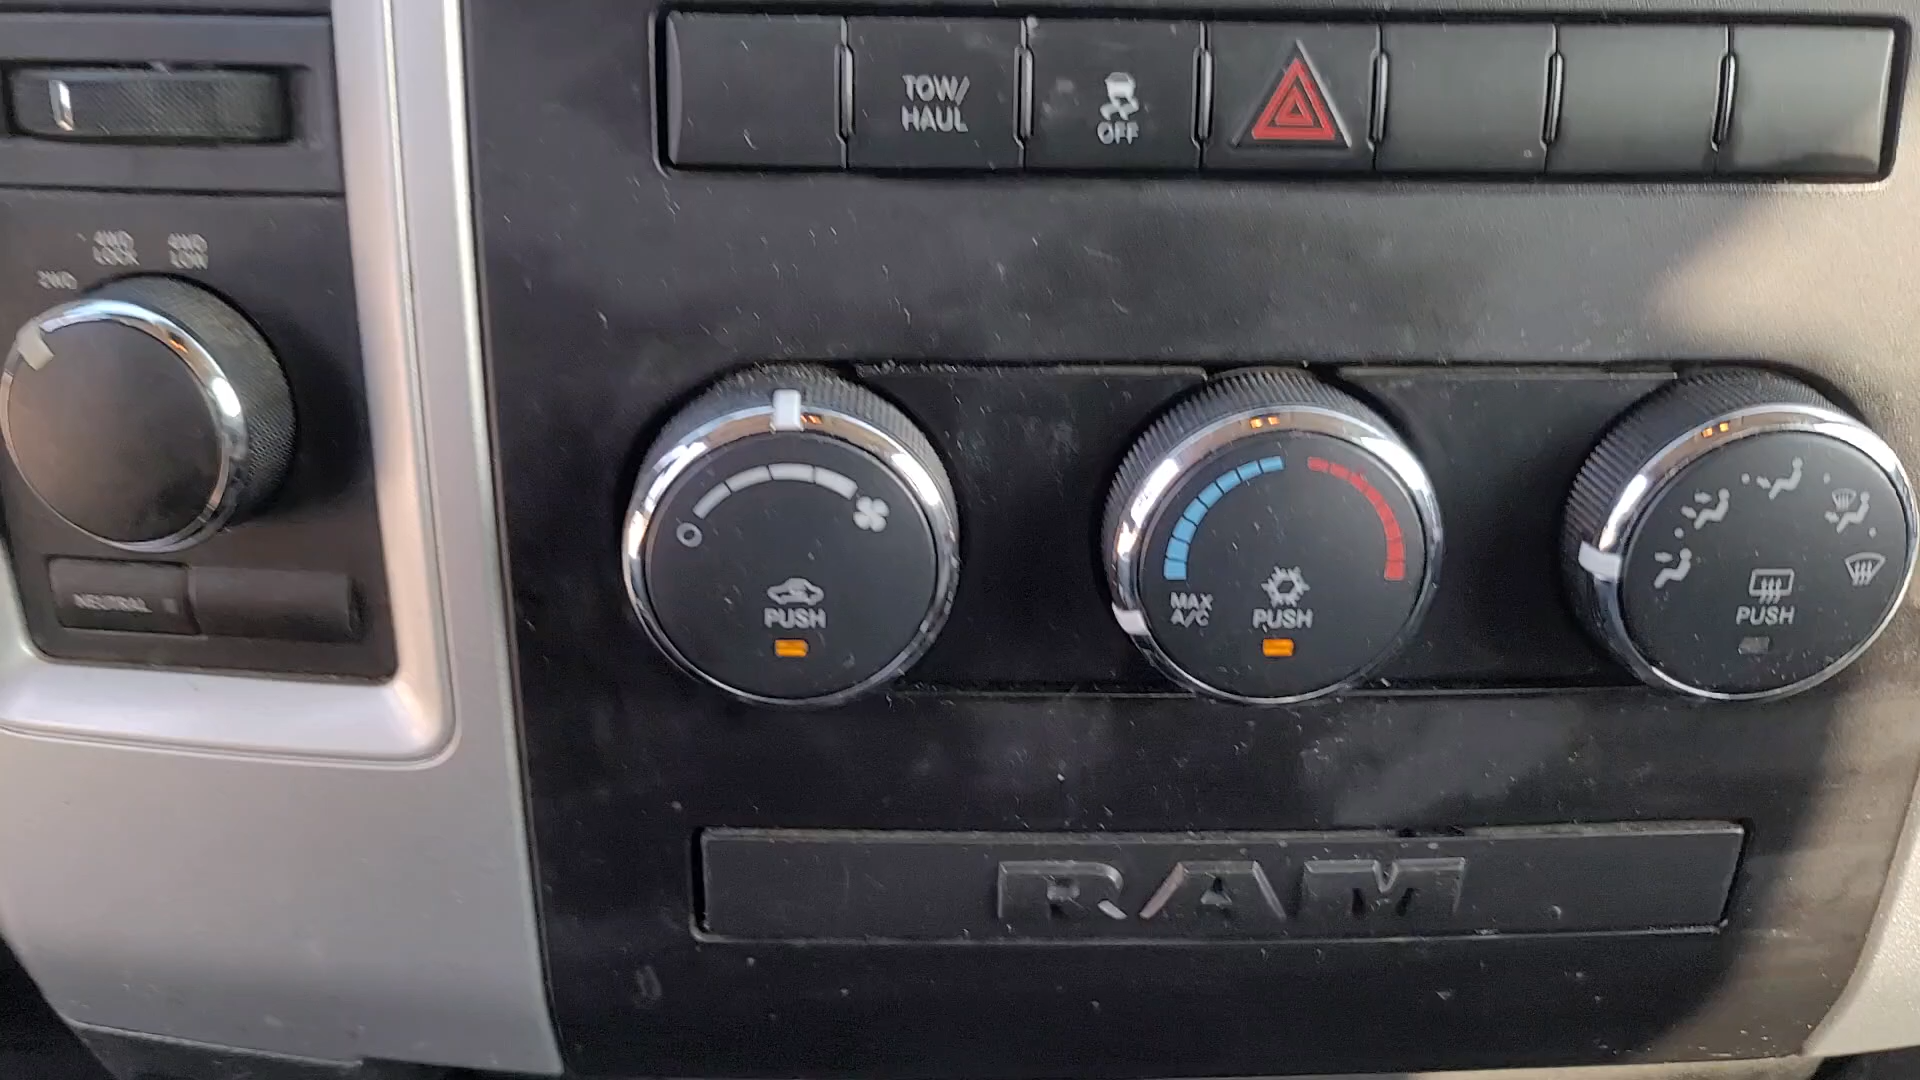 TOW/
HAUL
OFF
4WD
LOCK
4WD
LOW
2WD
NEUTRAL
PUSH
MAX
A/C
PUSH
PUSH
RAM